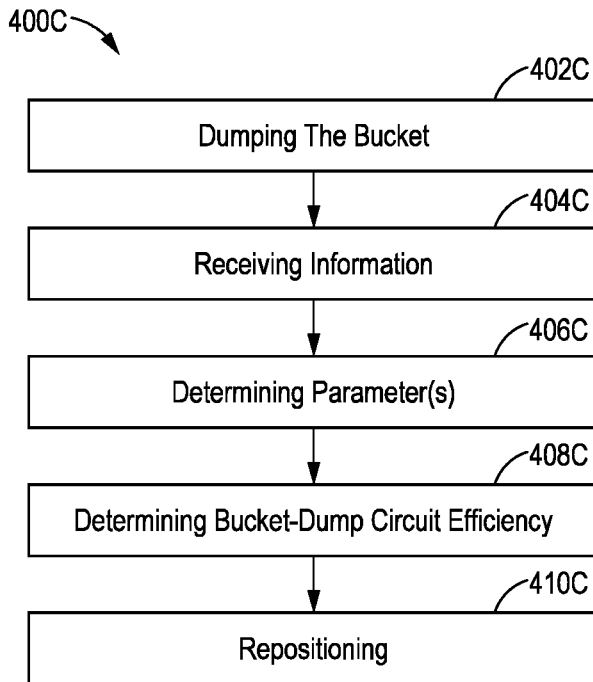 400C
402C
Dumping The Bucket
404C
Receiving Information
406C
Determining Parameter(s)
408C
Determining Bucket-Dump Circuit Efficiency
410C
Repositioning